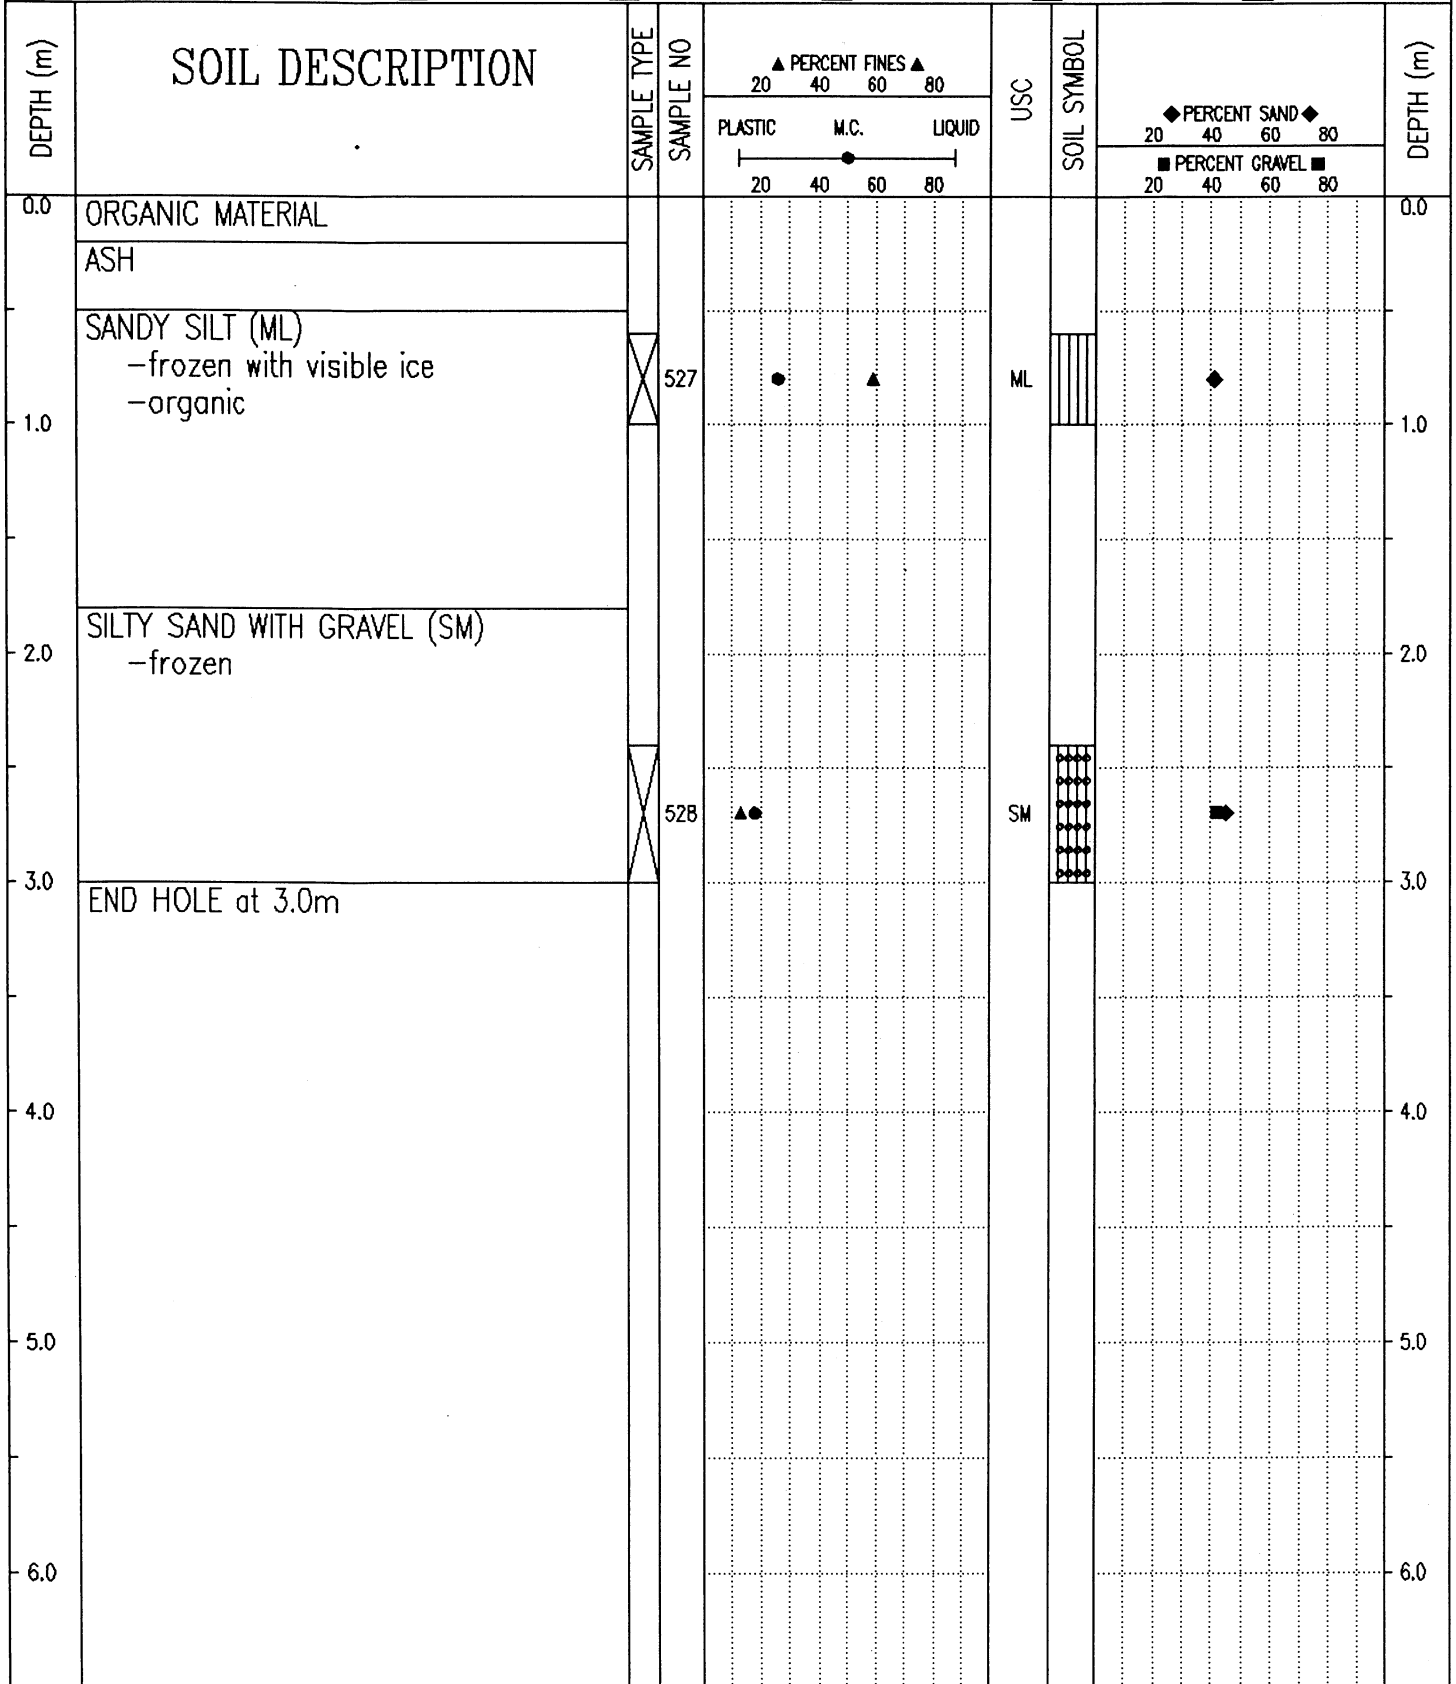 DEPTH (m)
SOIL DESCRIPTION
SAMPLE TYPE
SAMPLE NO
▲ PERCENT FINES ▲
20 40 60 80
PLASTIC M.C. LIQUID
20 40 60 80
USC
SOIL SYMBOL
◆ PERCENT SAND ◆
20 40 60 80
■ PERCENT GRAVEL ■
20 40 60 80
DEPTH (m)
0.0 ORGANIC MATERIAL 0.0
ASH
SANDY SILT (ML)
-frozen with visible ice
527 ML
-organic
1.0 1.0
SILTY SAND WITH GRAVEL (SM)
2.0 2.0
-frozen
528 SM
3.0 3.0
END HOLE at 3.0m
4.0 4.0
5.0 5.0
6.0 6.0